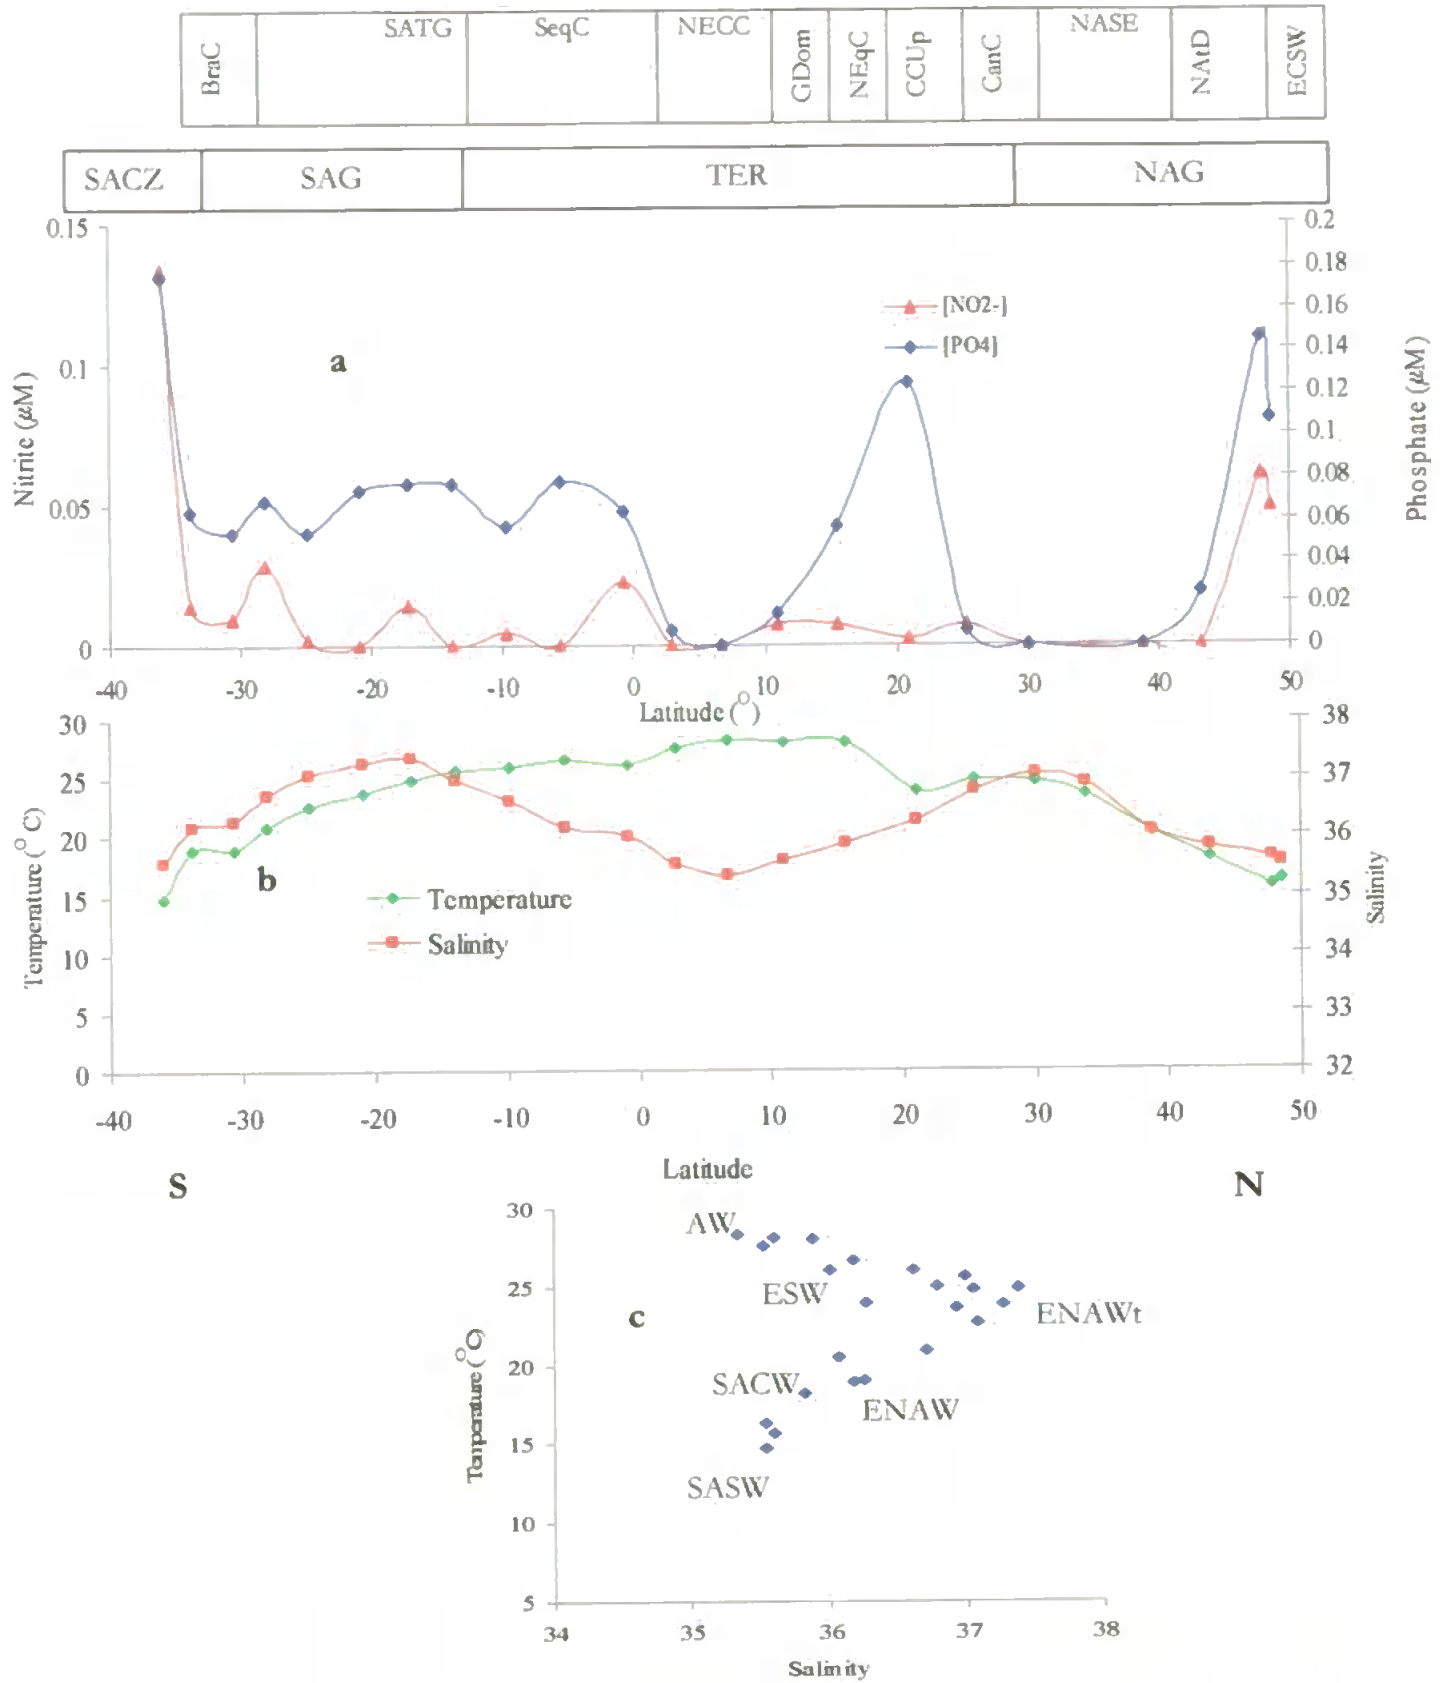 BraC SATG SeqC NECC GDom NEqC CCUp CanC NASE NAtD ECSW
SACZ SAG TER NAG
0.15 0.2
0.18
[NO2-] 0.16
a [PO4] 0.14
0.1 0.12
Nitrite (µM) 0.1 Phosphate (µM)
0.08
0.05 0.06
0.04
0.02
0 0
-40 -30 -20 -10 0 10 20 30 40 50
Latitude (°)
30 38
25 37
20 36
Temperature (°C) b Salinity
15 Temperature 35
10 Salinity 34
5 33
0 32
-40 -30 -20 -10 0 10 20 30 40 50
Latitude
S N
30 AW
25 ESW
c ENAWt
Temperature (°C)
20 SACW
ENAW
15
SASW
10
5
34 35 36 37 38
Salinity